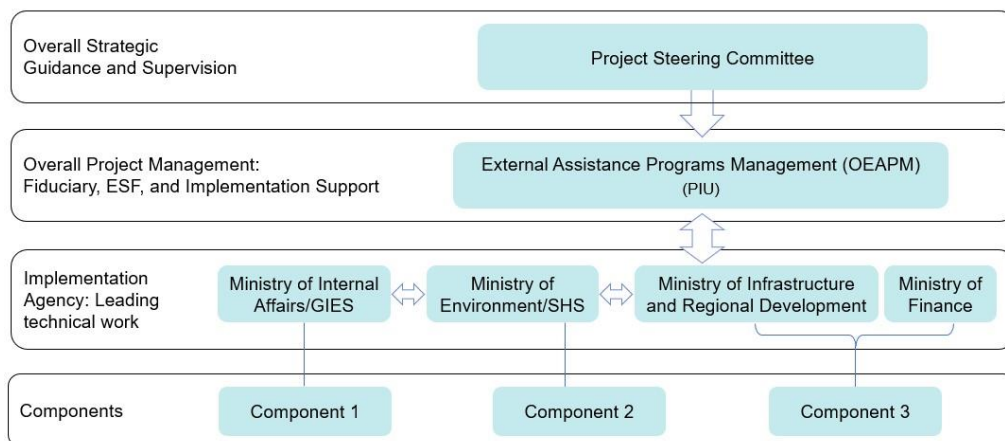 Overall Strategic
Guidance and Supervision
Project Steering Committee
Overall Project Management:
Fiduciary, ESF, and Implementation Support
External Assistance Programs Management (OEAPM)
(PIU)
Implementation
Agency: Leading
technical work
Ministry of Internal
Affairs/GIES
Ministry of
Environment/SHS
Ministry of Infrastructure
and Regional Development
Ministry of
Finance
Components
Component 1
Component 2
Component 3